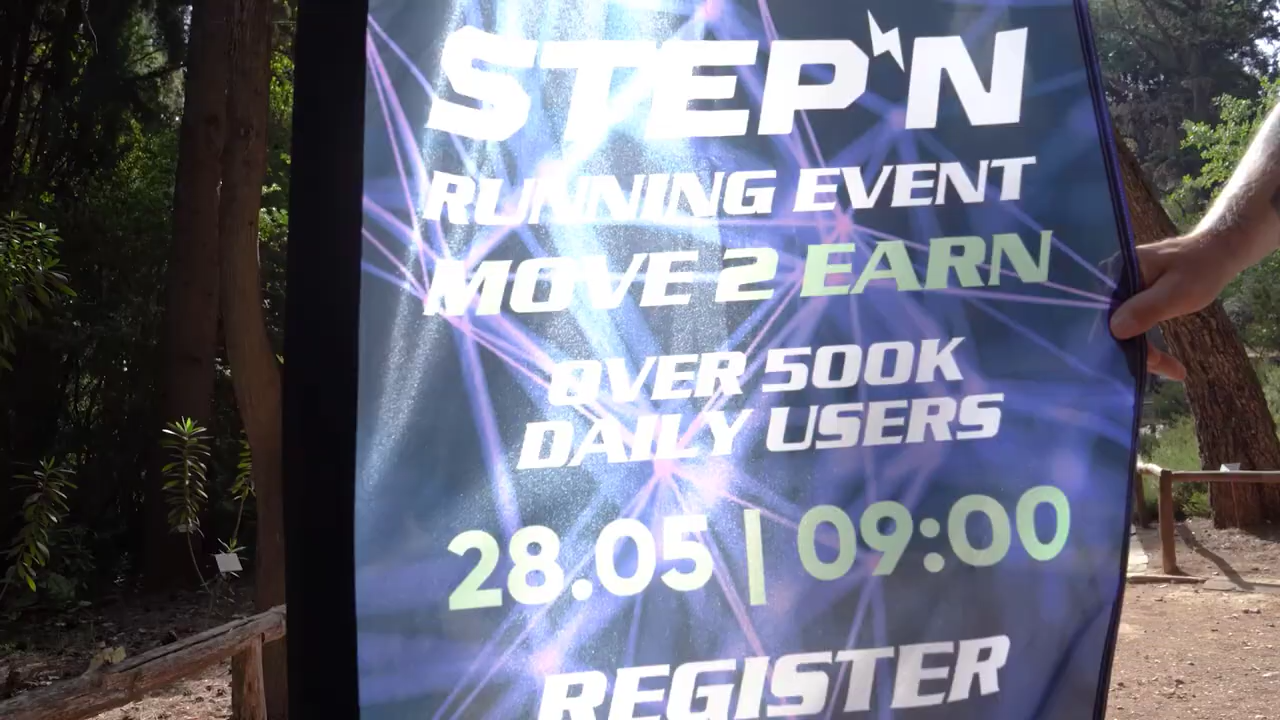 STEP'N
RUNNING EVENT
MOVE 2 EARN
OVER 500K
DAILY USERS
28.05 | 09:00
REGISTER